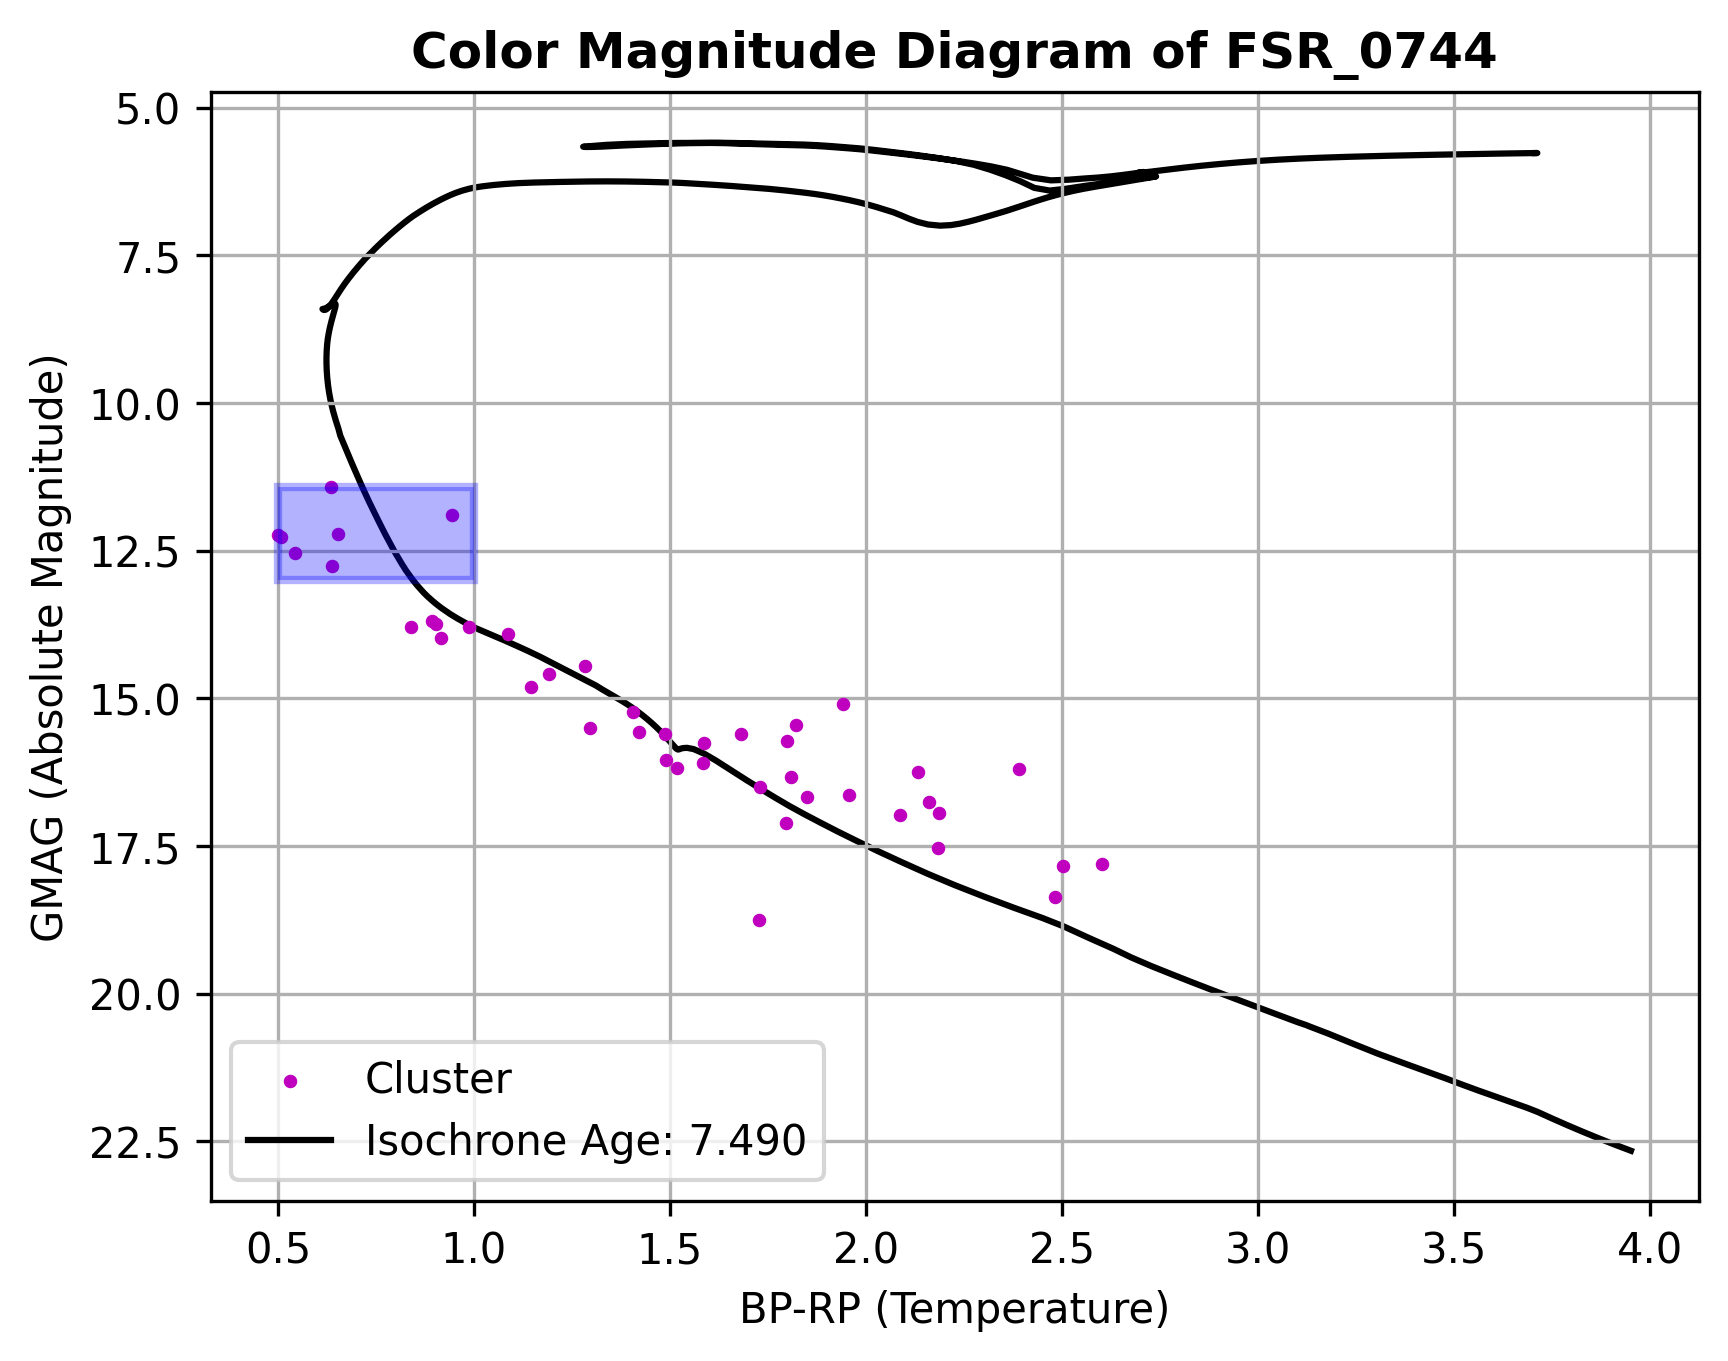 Color Magnitude Diagram of FSR_0744
GMAG (Absolute Magnitude)
5.0
7.5
10.0
12.5
15.0
17.5
20.0
22.5
Cluster
Isochrone Age: 7.490
0.5 1.0 1.5 2.0 2.5 3.0 3.5 4.0
BP-RP (Temperature)